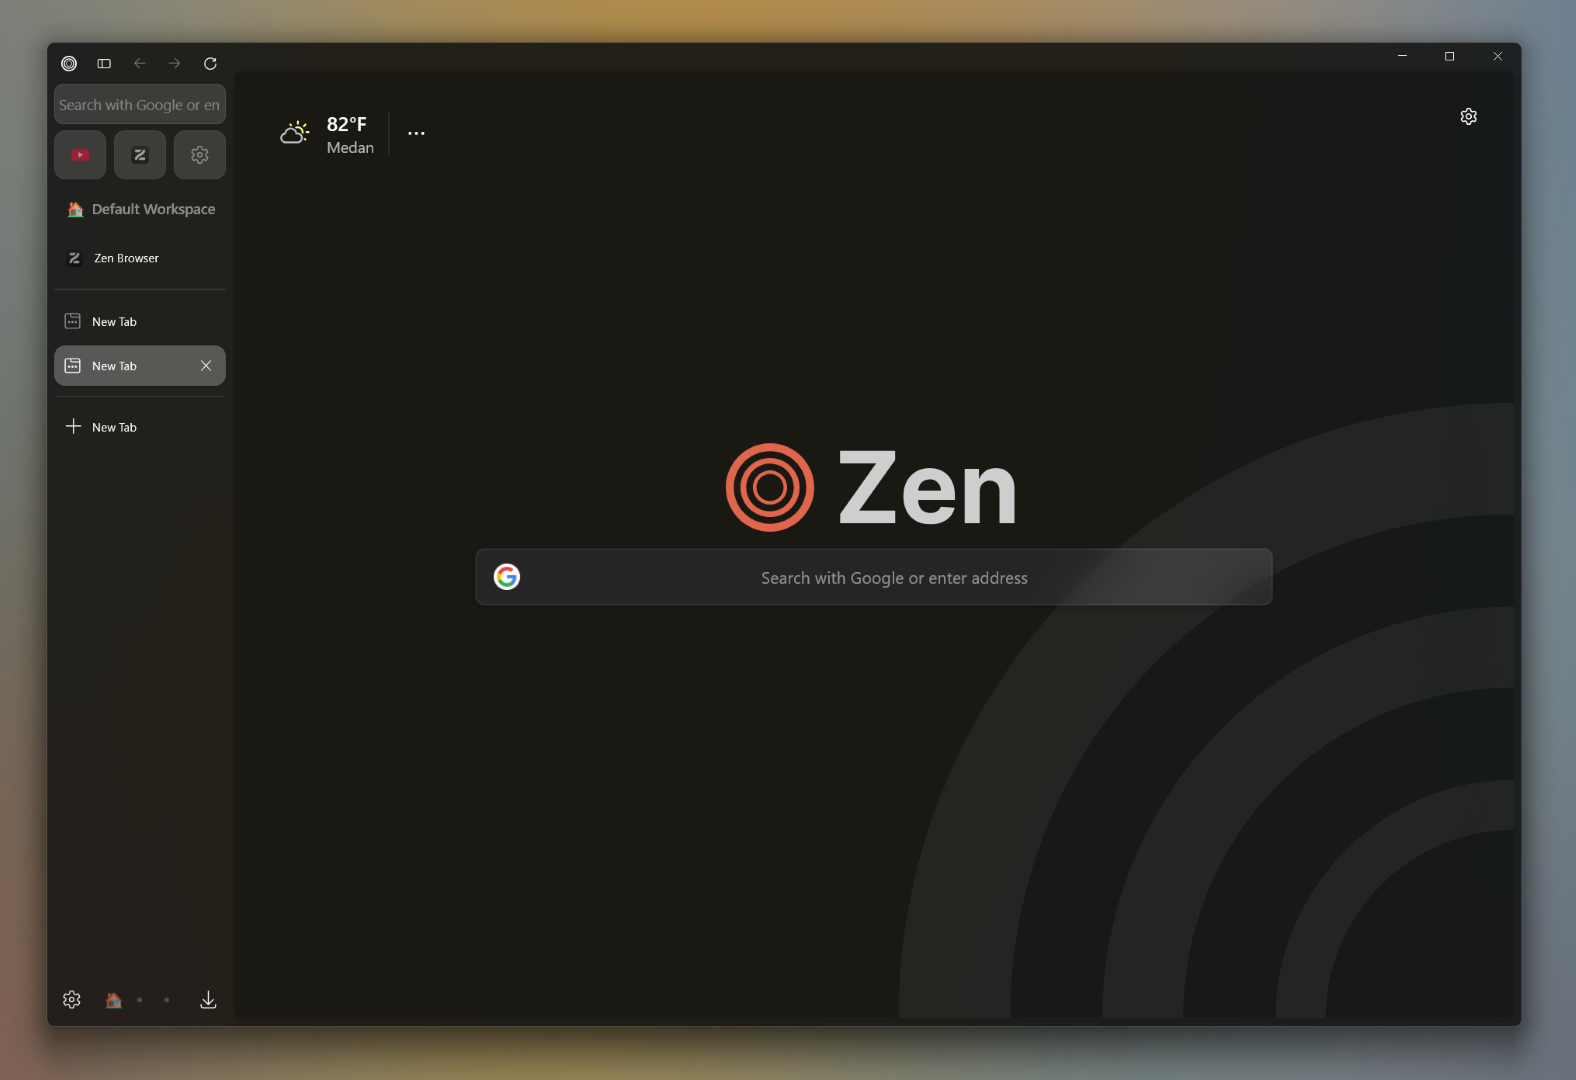 Search with Google or en
Default Workspace
Zen Browser
New Tab
New Tab
New Tab
82°F
Medan
Zen
Search with Google or enter address